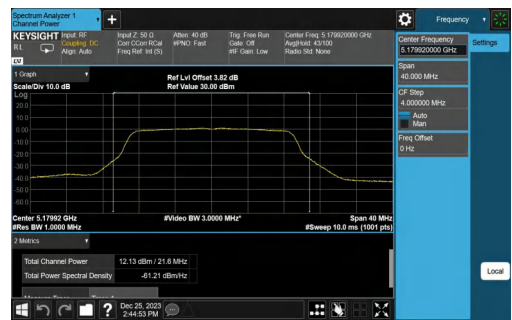 Spectrum Analyzer 1
Channel Power
+
Frequency
KEYSIGHT
RL
Input: RF
Coupling: DC
Align: Auto
Input Z: 50 Ω
Corr CCorr RCal
Freq Ref: Int (S)
Atten: 40 dB
#PNO: Fast
Trig: Free Run
Gate: Off
#IF Gain: Low
Center Freq: 5.179920000 GHz
Avg|Hold: 43/100
Radio Std: None
LVI
1 Graph
Scale/Div 10.0 dB
Ref Lvl Offset 3.82 dB
Ref Value 30.00 dBm
Log
20.0
10.0
0.00
-10.0
-20.0
-30.0
-40.0
-50.0
-60.0
Center 5.17992 GHz
#Res BW 1.0000 MHz
#Video BW 3.0000 MHz*
Span 40 MHz
#Sweep 10.0 ms (1001 pts)
2 Metrics
Total Channel Power 12.13 dBm / 21.6 MHz
Total Power Spectral Density -61.21 dBm/Hz
Dec 25, 2023
2:44:53 PM
?
Center Frequency
5.179920000 GHz
Span
40.000 MHz
CF Step
4.000000 MHz
Auto
Man
Freq Offset
0 Hz
Settings
Local